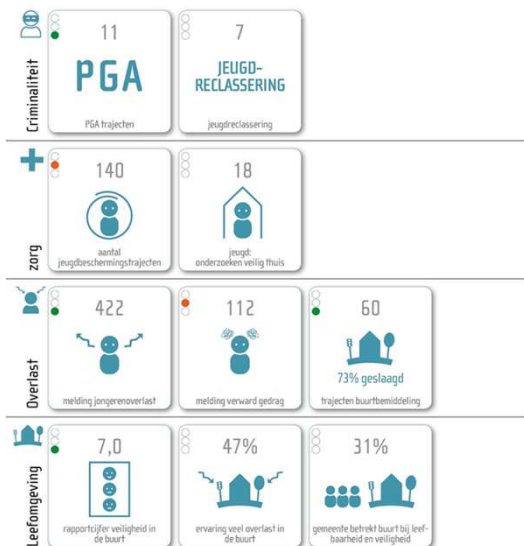 Criminaliteit
11
PGA
PGA trajecten
7
JEUGD-
RECLASSERING
jeugdreclassering
zorg
140
aantal
jeugdbeschermingstrajecten
18
jeugd:
onderzoeken veilig thuis
Overlast
422
melding jongerenoverlast
112
melding verward gedrag
60
73% geslaagd
trajecten buurtbemiddeling
Leefomgeving
7,0
rapportcijfer veiligheid in
de buurt
47%
ervaring veel overlast in
de buurt
31%
gemeente betrekt buurt bij leef-
baarheid en veiligheid